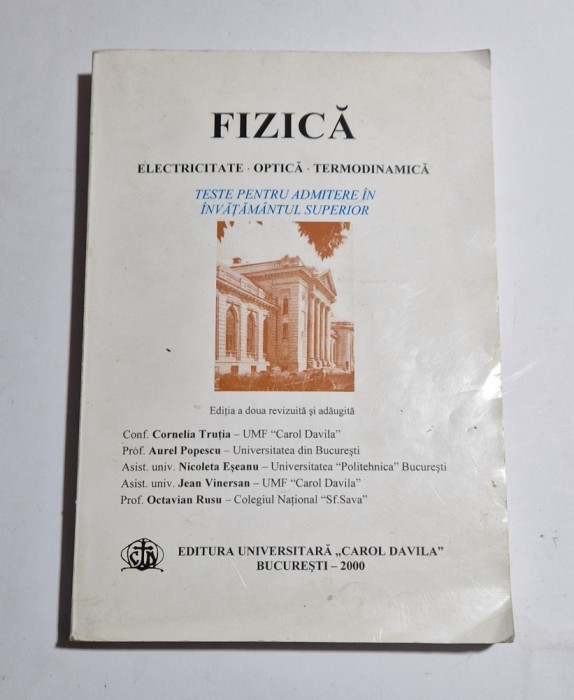 FIZICĂ
ELECTRICITATE · OPTICĂ · TERMODINAMICĂ
TESTE PENTRU ADMITERE ÎN
ÎNVĂȚĂMÂNTUL SUPERIOR
Ediția a doua revizuită și adăugită
Conf. Cornelia Truția – UMF “Carol Davila”
Prof. Aurel Popescu – Universitatea din București
Asist. univ. Nicoleta Eșeanu – Universitatea “Politehnica” București
Asist. univ. Jean Vinersan – UMF “Carol Davila”
Prof. Octavian Rusu – Colegiul Național “Sf.Sava”
EDITURA UNIVERSITARĂ „CAROL DAVILA”
BUCUREȘTI – 2000